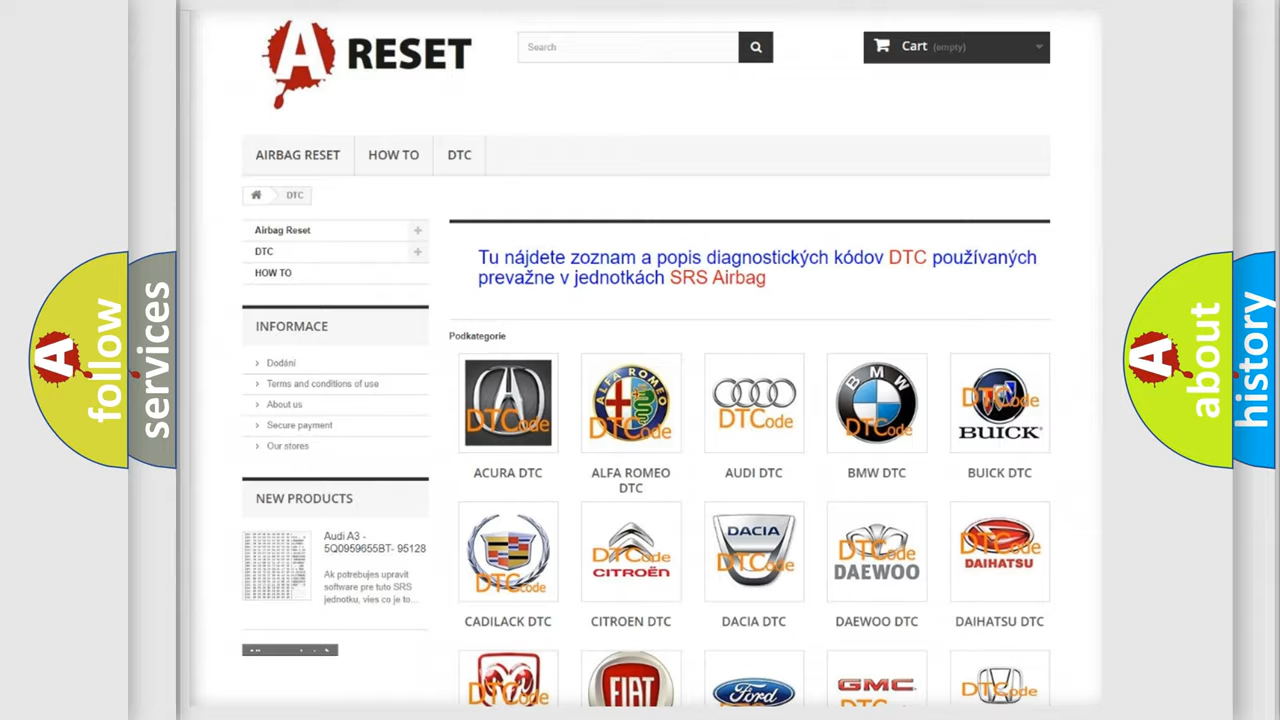 A RESET
Search
Cart (empty)
AIRBAG RESET
HOW TO
DTC
DTC
Airbag Reset
DTC
HOW TO
INFORMACE
Dodání
Terms and conditions of use
About us
Secure payment
Our stores
NEW PRODUCTS
Audi A3 -
5Q0959655BT- 95128
Ak potrebujes upravit
software pre tuto SRS
jednotku, vies co je to...
Tu nájdete zoznam a popis diagnostických kódov DTC používaných
prevažne v jednotkách SRS Airbag
Podkategorie
DTCode
ALFA ROMEO
DTCode
DTCode
BMW
DTCode
DTCode
BUICK
ACURA DTC
ALFA ROMEO
DTC
AUDI DTC
BMW DTC
BUICK DTC
DTCode
DTCode
CITROËN
DACIA
DTCode
DTCode
DAEWOO
DTCode
DAIHATSU
CADILACK DTC
CITROEN DTC
DACIA DTC
DAEWOO DTC
DAIHATSU DTC
DTCode
FIAT
Ford
GMC
DTCode
A follow
services
A about
history